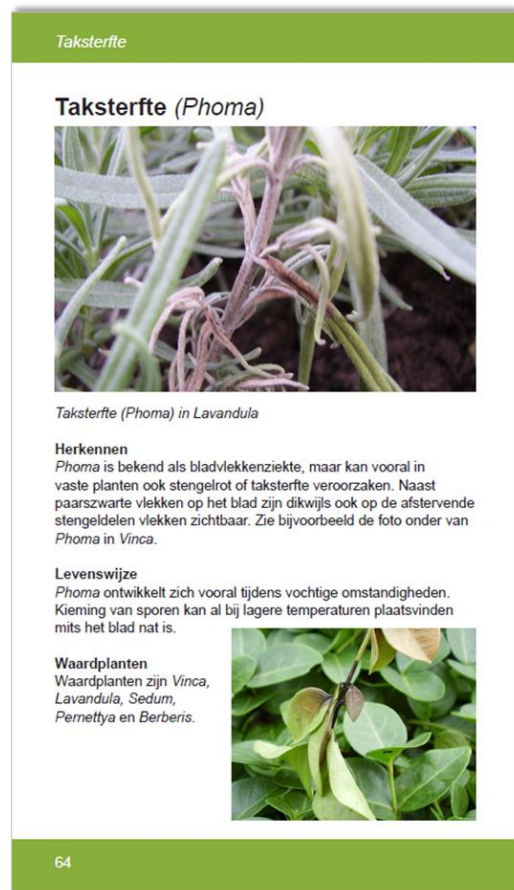 Taksterfte
Taksterfte (Phoma)
Taksterfte (Phoma) in Lavandula
Herkennen
Phoma is bekend als bladvlekkenziekte, maar kan vooral in
vaste planten ook stengelrot of taksterfte veroorzaken. Naast
paarszwarte vlekken op het blad zijn dikwijls ook op de afstervende
stengeldelen vlekken zichtbaar. Zie bijvoorbeeld de foto onder van
Phoma in Vinca.
Levenswijze
Phoma ontwikkelt zich vooral tijdens vochtige omstandigheden.
Kieming van sporen kan al bij lagere temperaturen plaatsvinden
mits het blad nat is.
Waardplanten
Waardplanten zijn Vinca,
Lavandula, Sedum,
Pernettya en Berberis.
64